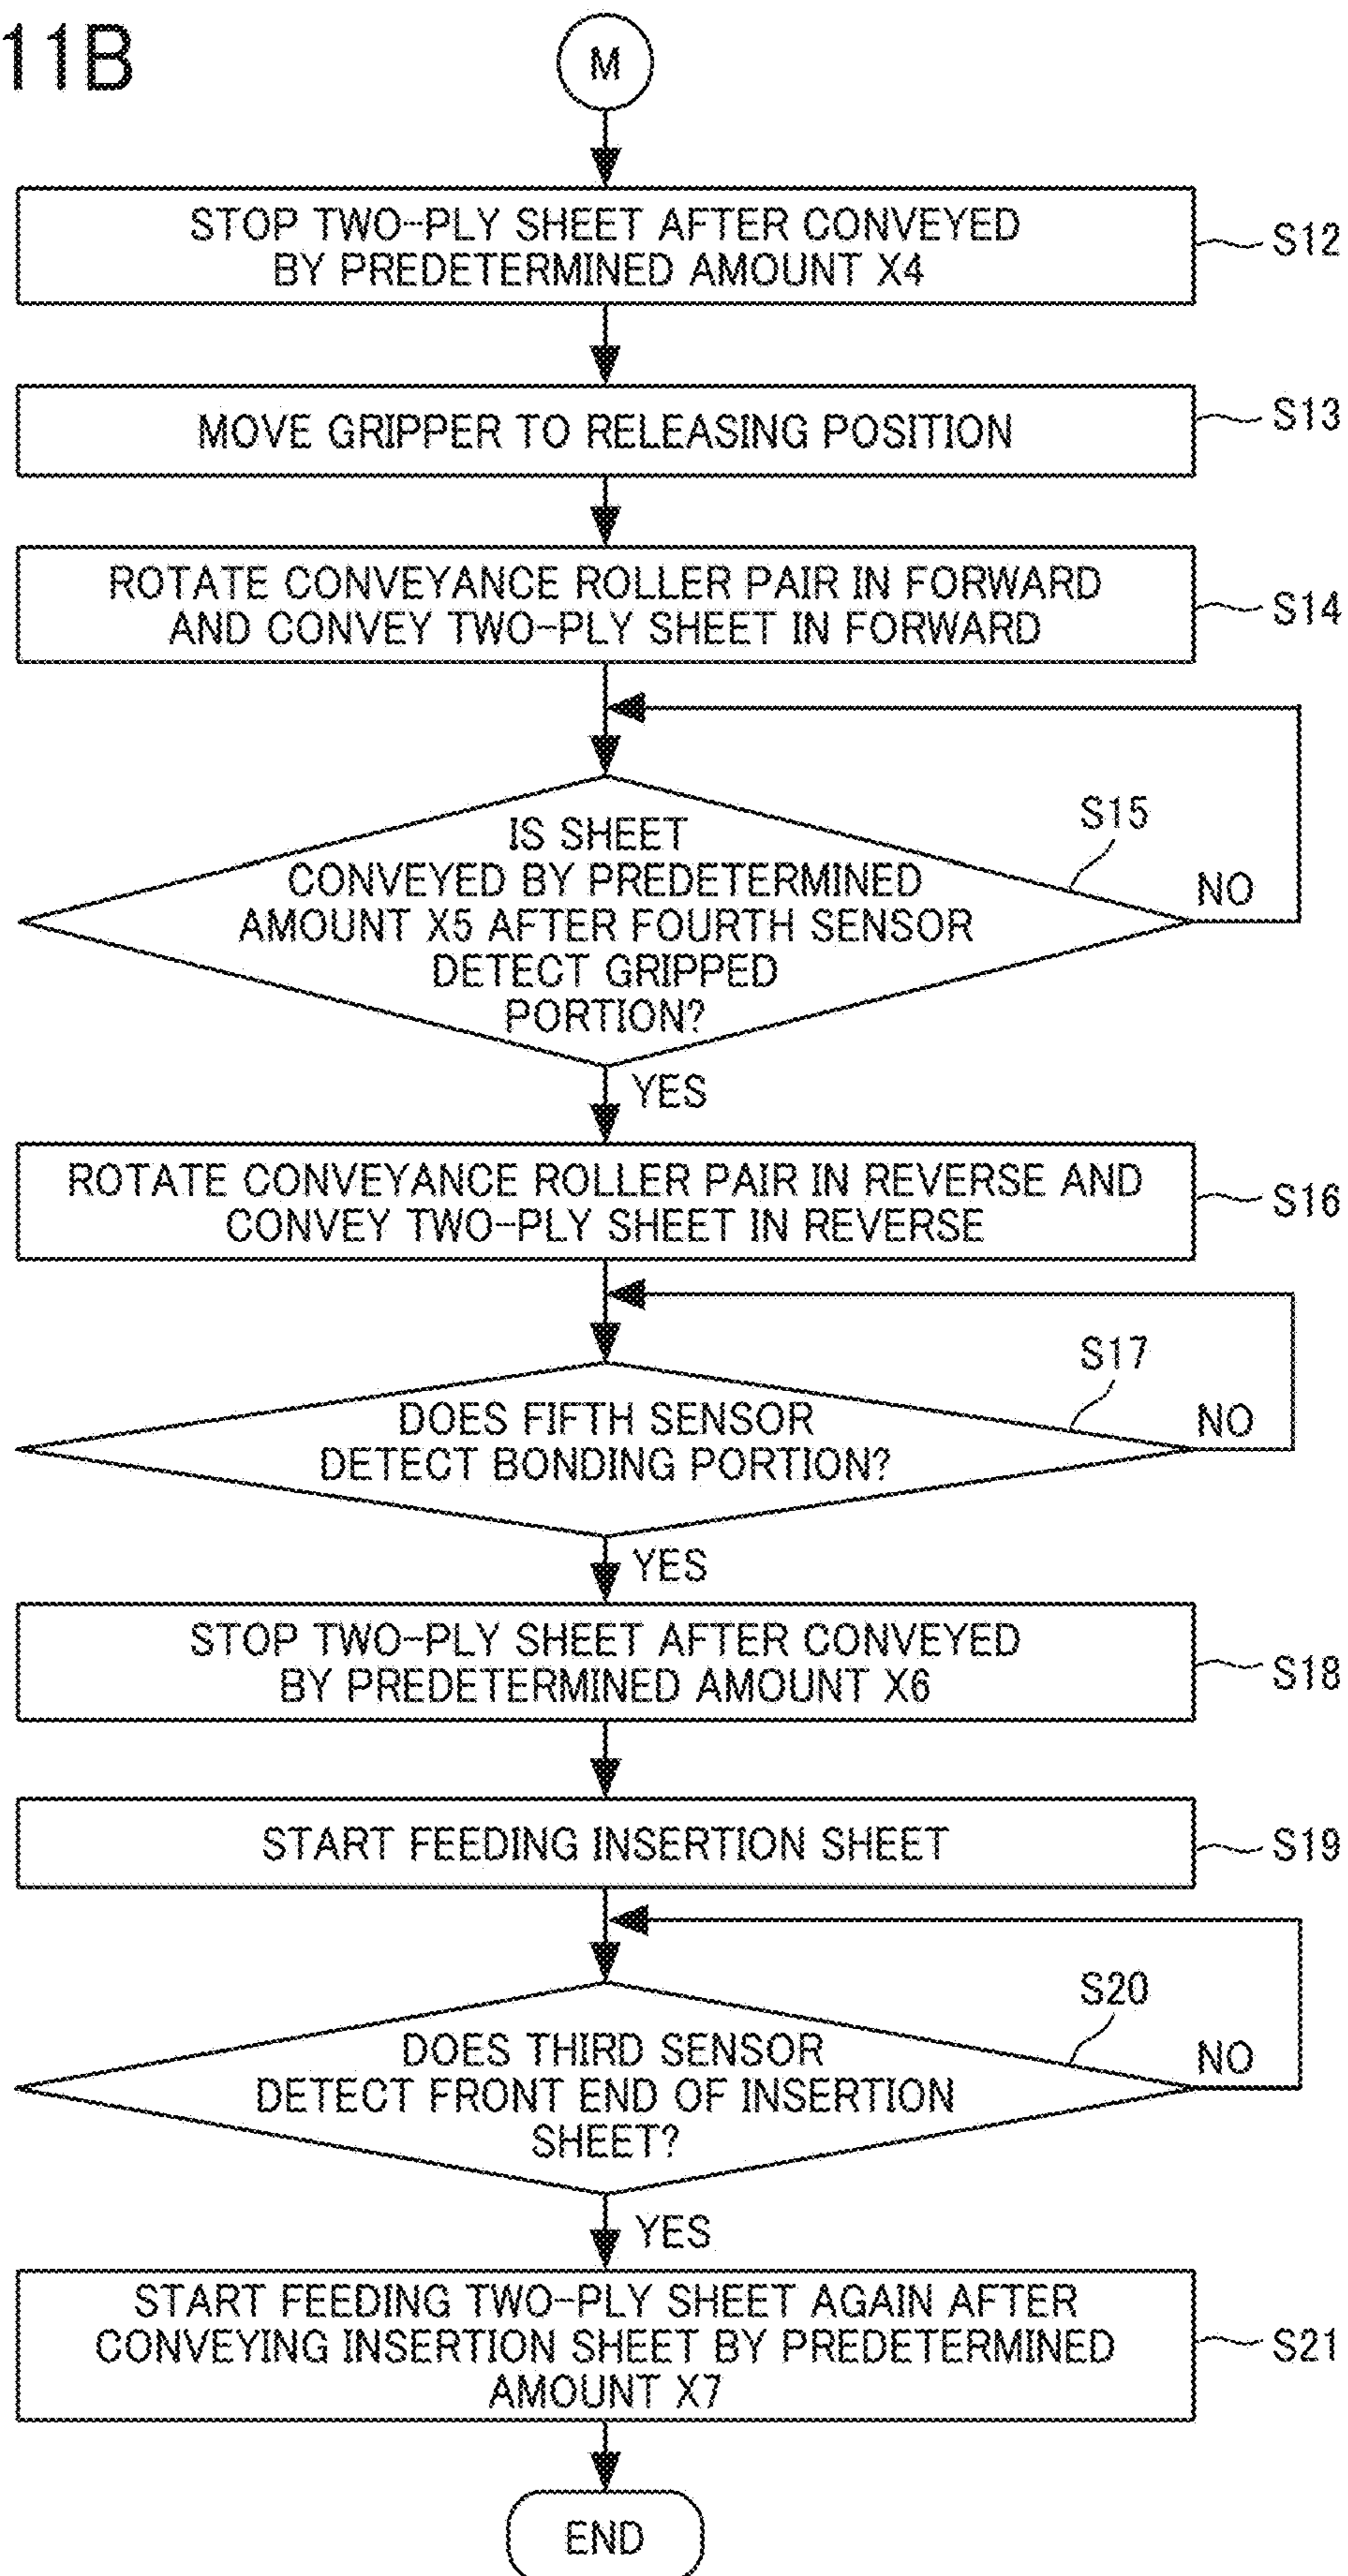 11B
M
STOP TWO-PLY SHEET AFTER CONVEYED
BY PREDETERMINED AMOUNT X4
S12
MOVE GRIPPER TO RELEASING POSITION
S13
ROTATE CONVEYANCE ROLLER PAIR IN FORWARD
AND CONVEY TWO-PLY SHEET IN FORWARD
S14
IS SHEET
CONVEYED BY PREDETERMINED
AMOUNT X5 AFTER FOURTH SENSOR
DETECT GRIPPED
PORTION?
S15
NO
YES
ROTATE CONVEYANCE ROLLER PAIR IN REVERSE AND
CONVEY TWO-PLY SHEET IN REVERSE
S16
DOES FIFTH SENSOR
DETECT BONDING PORTION?
S17
NO
YES
STOP TWO-PLY SHEET AFTER CONVEYED
BY PREDETERMINED AMOUNT X6
S18
START FEEDING INSERTION SHEET
S19
DOES THIRD SENSOR
DETECT FRONT END OF INSERTION
SHEET?
S20
NO
YES
START FEEDING TWO-PLY SHEET AGAIN AFTER
CONVEYING INSERTION SHEET BY PREDETERMINED
AMOUNT X7
S21
END